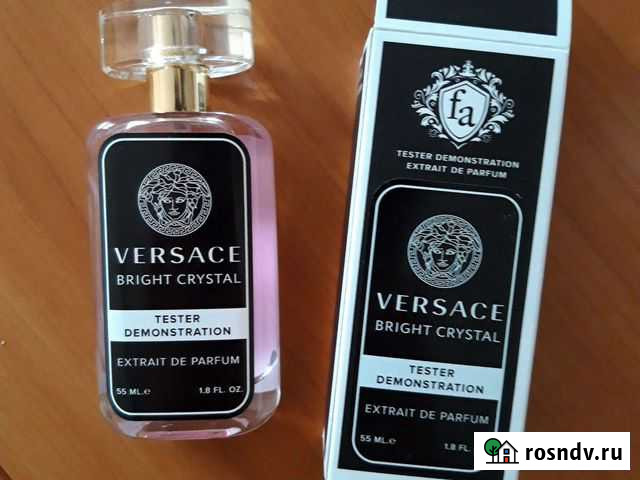 VERSACE
BRIGHT CRYSTAL
TESTER
DEMONSTRATION
EXTRAIT DE PARFUM
55 ML.e 1.8 FL. OZ.
fa
TESTER DEMONSTRATION
EXTRAIT DE PARFUM
VERSACE
BRIGHT CRYSTAL
TESTER
DEMONSTRATION
EXTRAIT DE PARFUM
55 ML.e 1.8 FL.
rosndv.ru